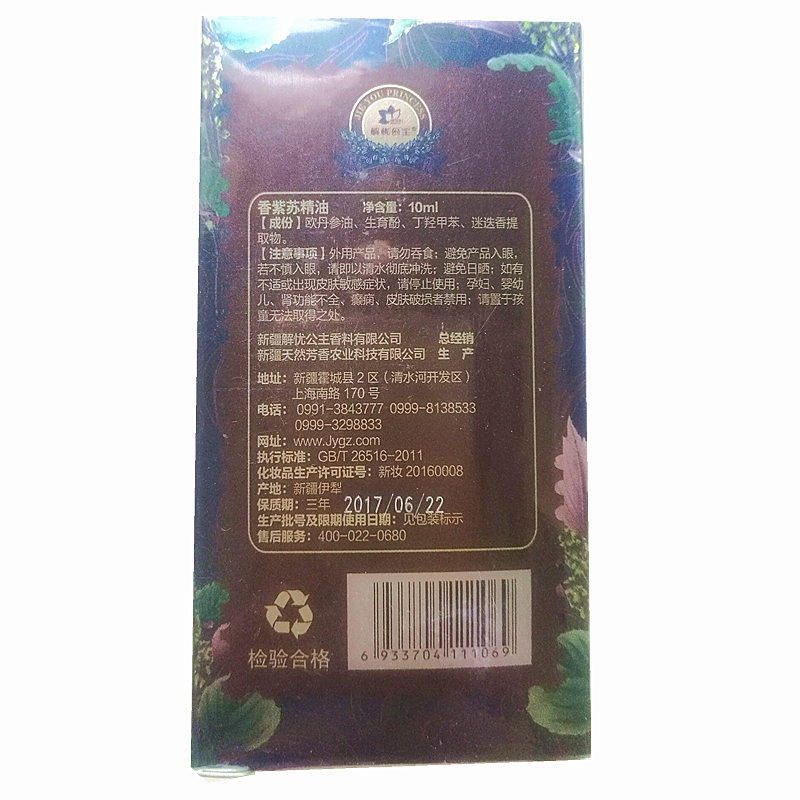 JIE YOU PRINCESS
解忧公主®
香紫苏精油 净含量：10ml
【成份】欧丹参油、生育酚、丁羟甲苯、迷迭香提
取物。
【注意事项】外用产品，请勿吞食；避免产品入眼，
若不慎入眼，请即以清水彻底冲洗；避免日晒；如有
不适或出现皮肤敏感症状，请停止使用；孕妇、婴幼
儿、肾功能不全、癫痫、皮肤破损者禁用；请置于孩
童无法取得之处。
新疆解忧公主香料有限公司 总经销
新疆天然芳香农业科技有限公司 生 产
地址：新疆霍城县2区（清水河开发区）
上海南路170号
电话：0991-3843777 0999-8138533
0999-3298833
网址：www.Jygz.com
执行标准：GB/T 26516-2011
化妆品生产许可证号：新妆20160008
产地：新疆伊犁
保质期：三年 2017/06/22
生产批号及限期使用日期：见包装标示
售后服务：400-022-0680
检验合格
6 933704 111069